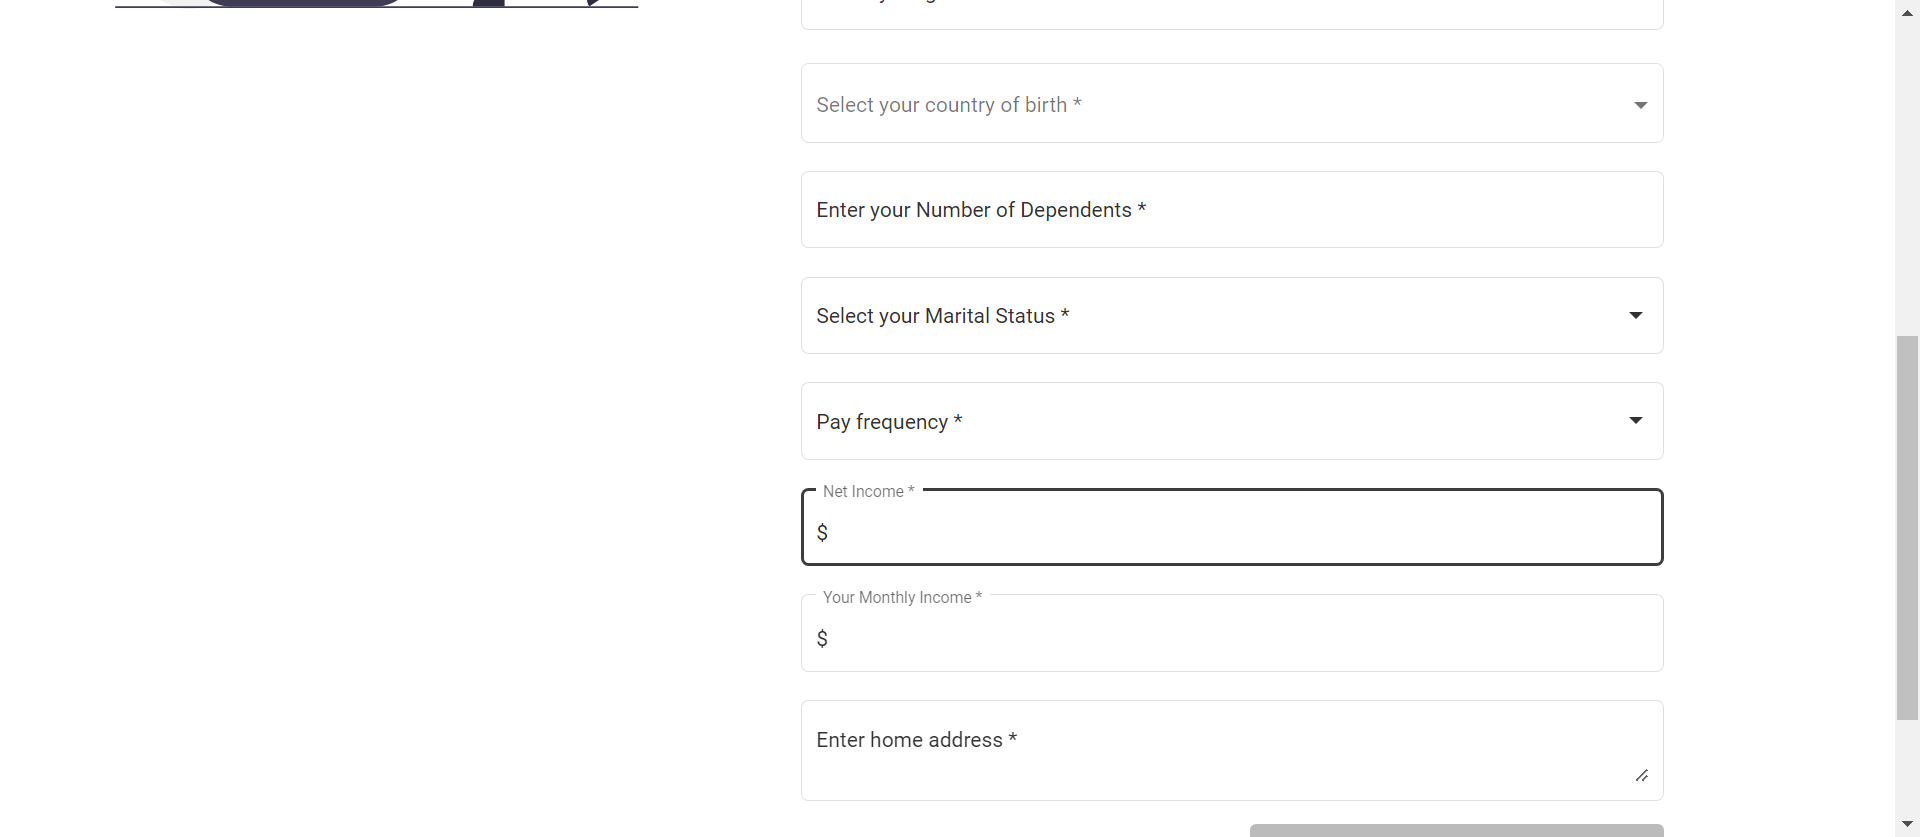 Select your country of birth *
Enter your Number of Dependents *
Select your Marital Status *
Pay frequency *
Net Income *
$
Your Monthly Income *
$
Enter home address *